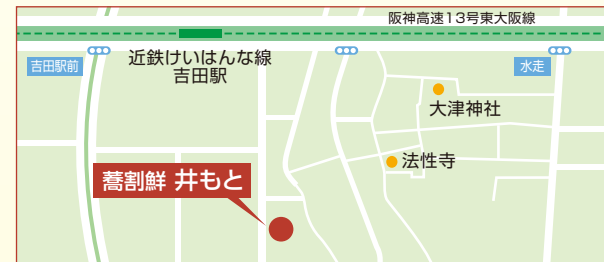 阪神高速13号東大阪線
近鉄けいはんな線
吉田駅
吉田駅前
水走
大津神社
法性寺
蕎割鮮 井もと